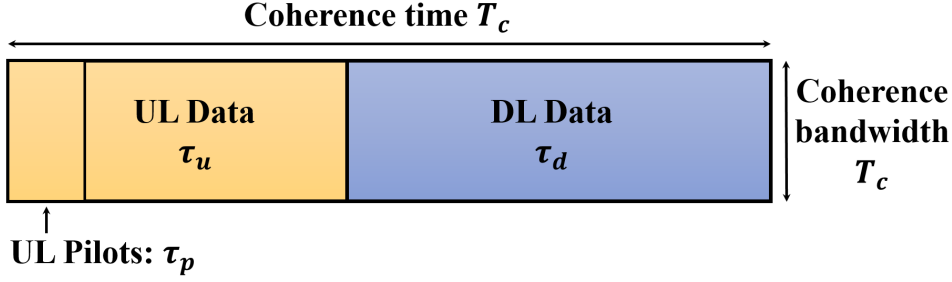 Coherence time T_c
UL Data
τ_u
DL Data
τ_d
Coherence
bandwidth
T_c
UL Pilots: τ_p